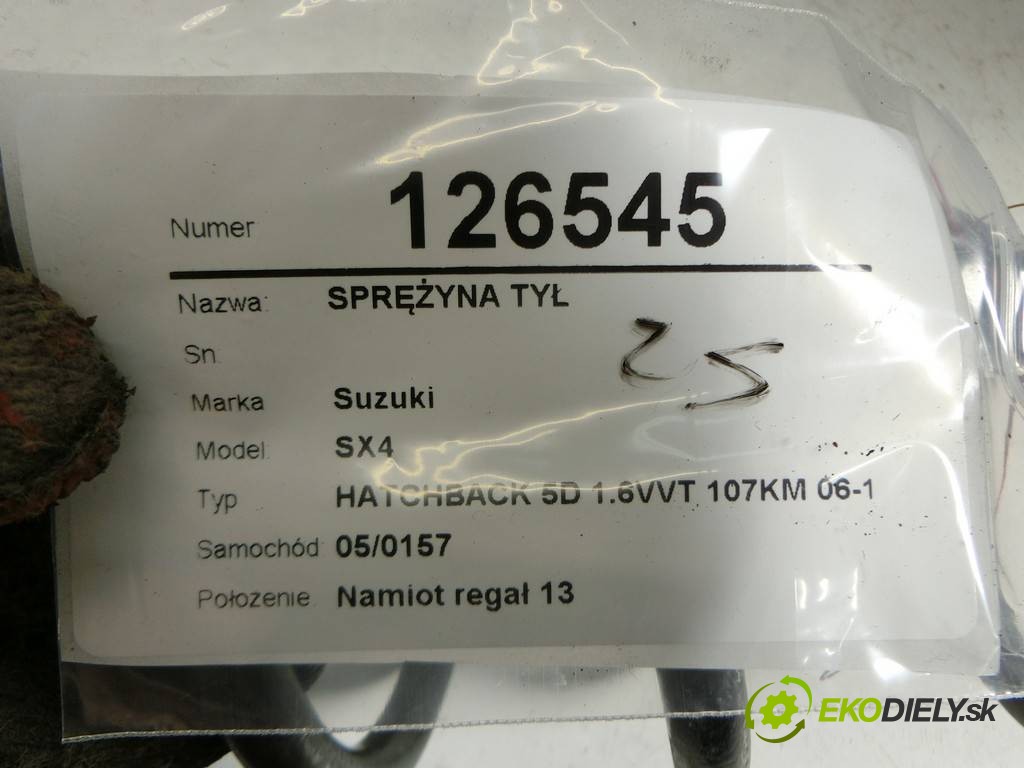 Numer 126545
Nazwa: SPRĘŻYNA TYŁ
Sn
25
Marka Suzuki
Model: SX4
Typ HATCHBACK 5D 1.6VVT 107KM 06-1
Samochód 05/0157
Położenie Namiot regał 13
EKODIELY.sk